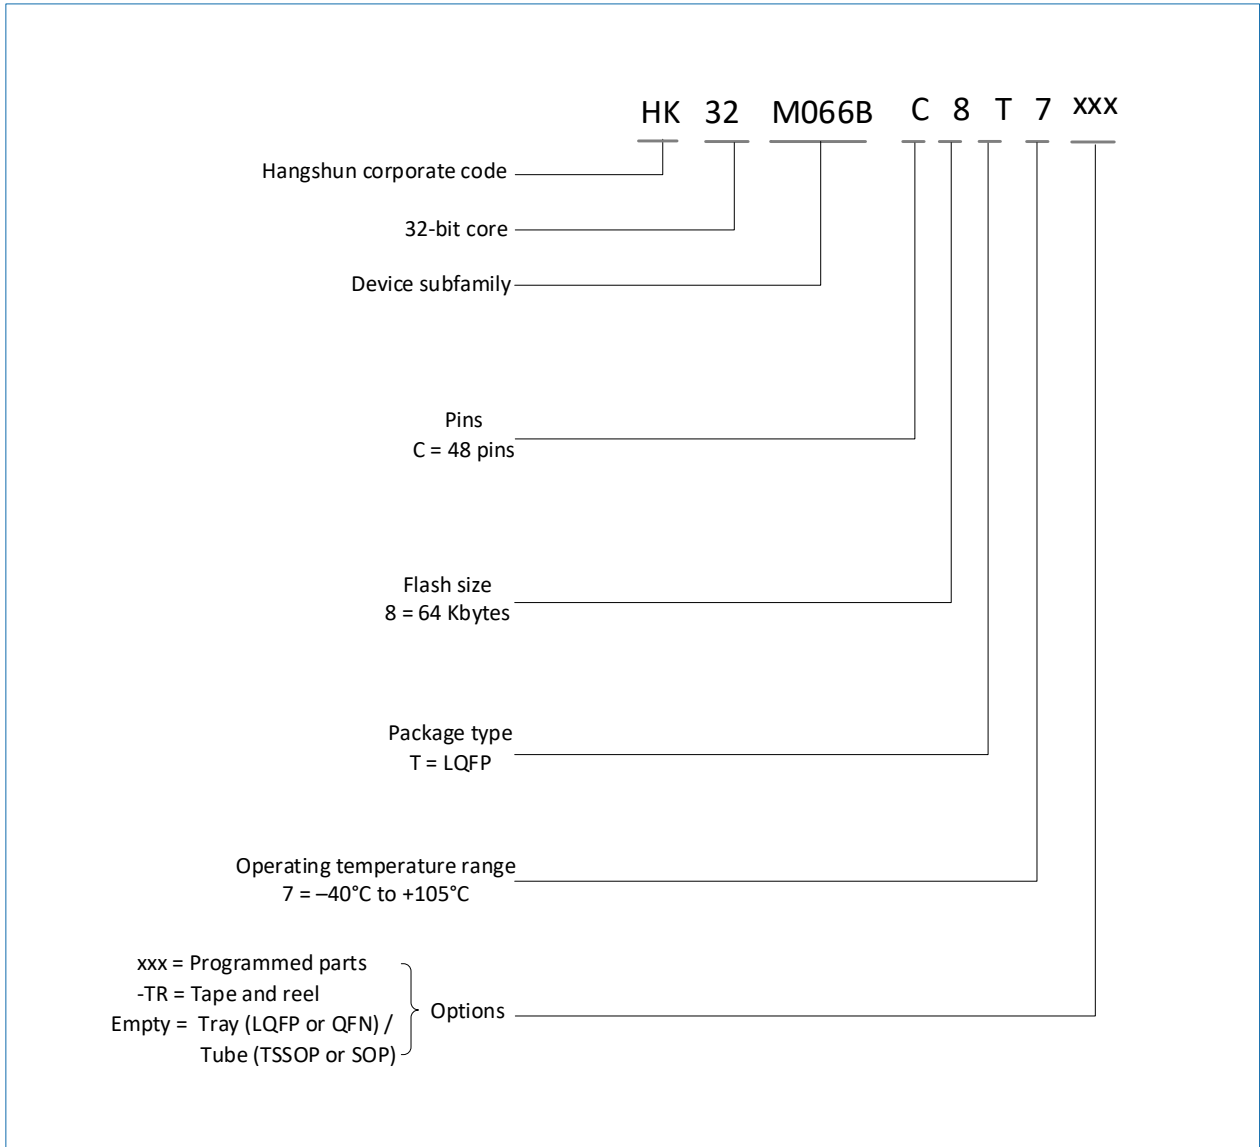 HK 32 M066B C 8 T 7 xxx
Hangshun corporate code
32-bit core
Device subfamily
Pins
C = 48 pins
Flash size
8 = 64 Kbytes
Package type
T = LQFP
Operating temperature range
7 = –40°C to +105°C
xxx = Programmed parts
-TR = Tape and reel
Empty = Tray (LQFP or QFN) /
Tube (TSSOP or SOP)
Options